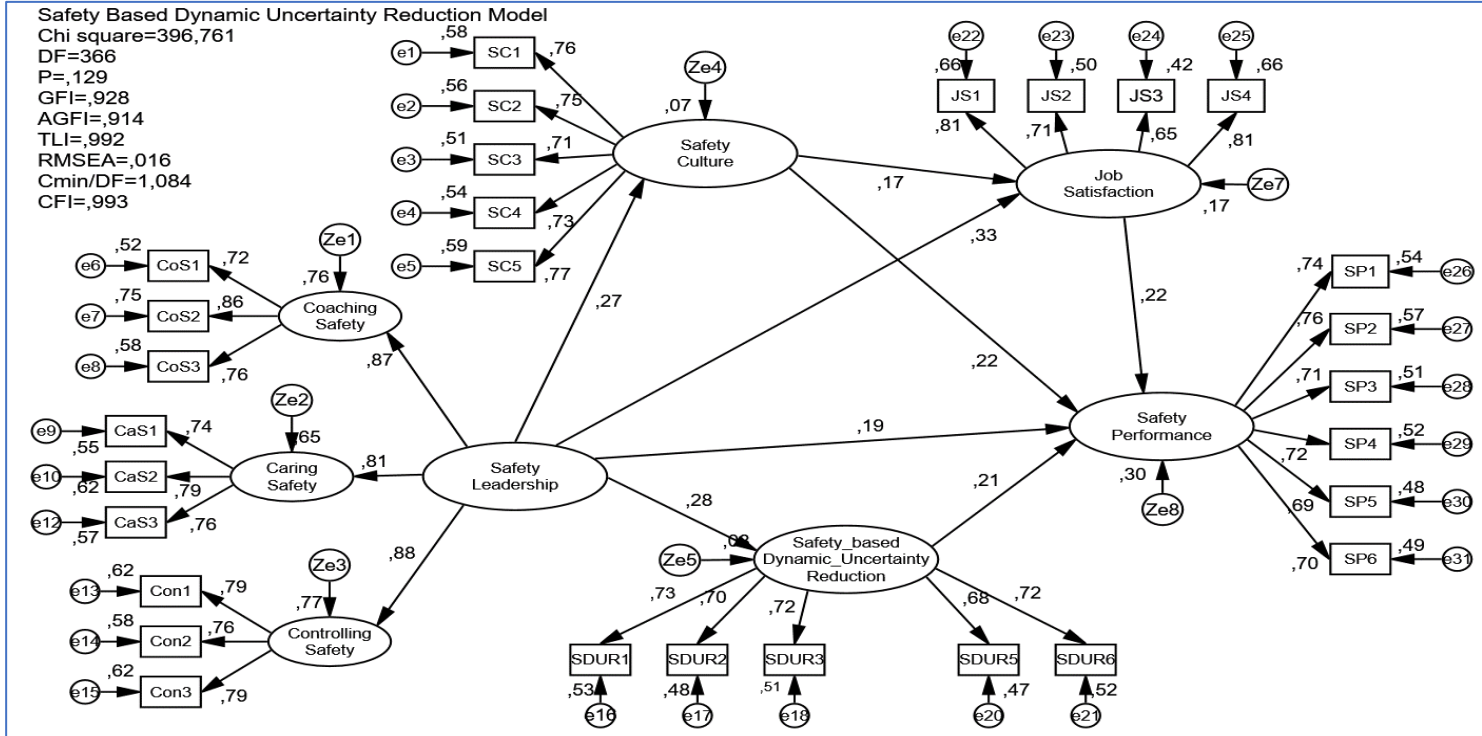 Safety Based Dynamic Uncertainty Reduction Model
Chi square=396,761
DF=366
P=,129
GFI=,928
AGFI=,914
TLI=,992
RMSEA=,016
Cmin/DF=1,084
CFI=,993
e1
,58
SC1
,76
e2
,56
SC2
,75
e3
,51
SC3
,71
e4
,54
SC4
,73
e5
,59
SC5
,77
Ze4
,07
Safety
Culture
e22
e23
e24
e25
,66
,50
,42
,66
JS1
JS2
JS3
JS4
,81
,71
,65
,81
Job
Satisfaction
Ze7
,17
,17
,33
,27
,22
,22
,19
,21
,28
e6
,52
CoS1
,72
e7
,75
CoS2
,86
e8
,58
CoS3
,76
Ze1
,76
Coaching
Safety
,87
e9
,55
CaS1
,74
e10
,62
CaS2
,79
e12
,57
CaS3
,76
Ze2
,65
Caring
Safety
,81
Safety
Leadership
e13
,62
Con1
,79
e14
,58
Con2
,76
e15
,62
Con3
,79
Ze3
,77
Controlling
Safety
,88
Safety
Performance
,30
Ze8
,74
SP1
,54
e26
,76
SP2
,57
e27
,71
SP3
,51
e28
,72
SP4
,52
e29
,69
SP5
,48
e30
,70
SP6
,49
e31
Ze5
Safety_based
Dynamic_Uncertainty
Reduction
,73
,70
,72
,68
,72
SDUR1
SDUR2
SDUR3
SDUR5
SDUR6
,53
,48
,51
,47
,52
e16
e17
e18
e20
e21